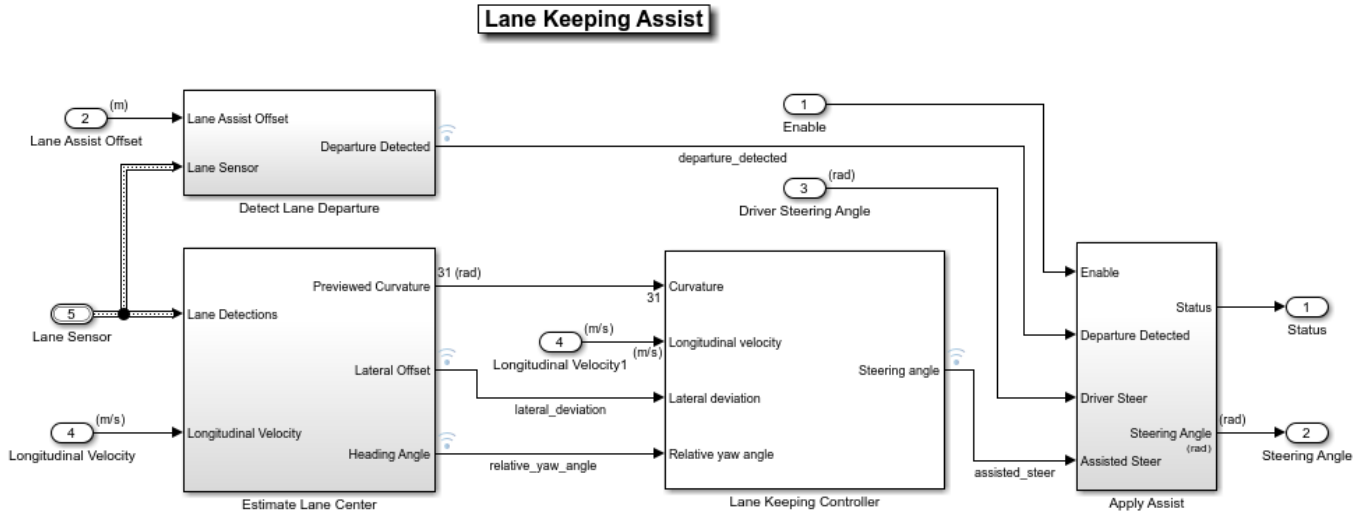 Lane Keeping Assist
2
(m)
Lane Assist Offset
Lane Assist Offset
Lane Sensor
Departure Detected
Detect Lane Departure
departure_detected
1
Enable
3
(rad)
Driver Steering Angle
5
Lane Sensor
4
(m/s)
Longitudinal Velocity
Lane Detections
Longitudinal Velocity
Previewed Curvature
Lateral Offset
Heading Angle
Estimate Lane Center
31 (rad)
31
4
(m/s)
(m/s)
Longitudinal Velocity1
lateral_deviation
relative_yaw_angle
Curvature
Longitudinal velocity
Lateral deviation
Relative yaw angle
Steering angle
Lane Keeping Controller
assisted_steer
Enable
Departure Detected
Driver Steer
Assisted Steer
Status
Steering Angle
(rad)
Apply Assist
1
Status
(rad)
2
Steering Angle